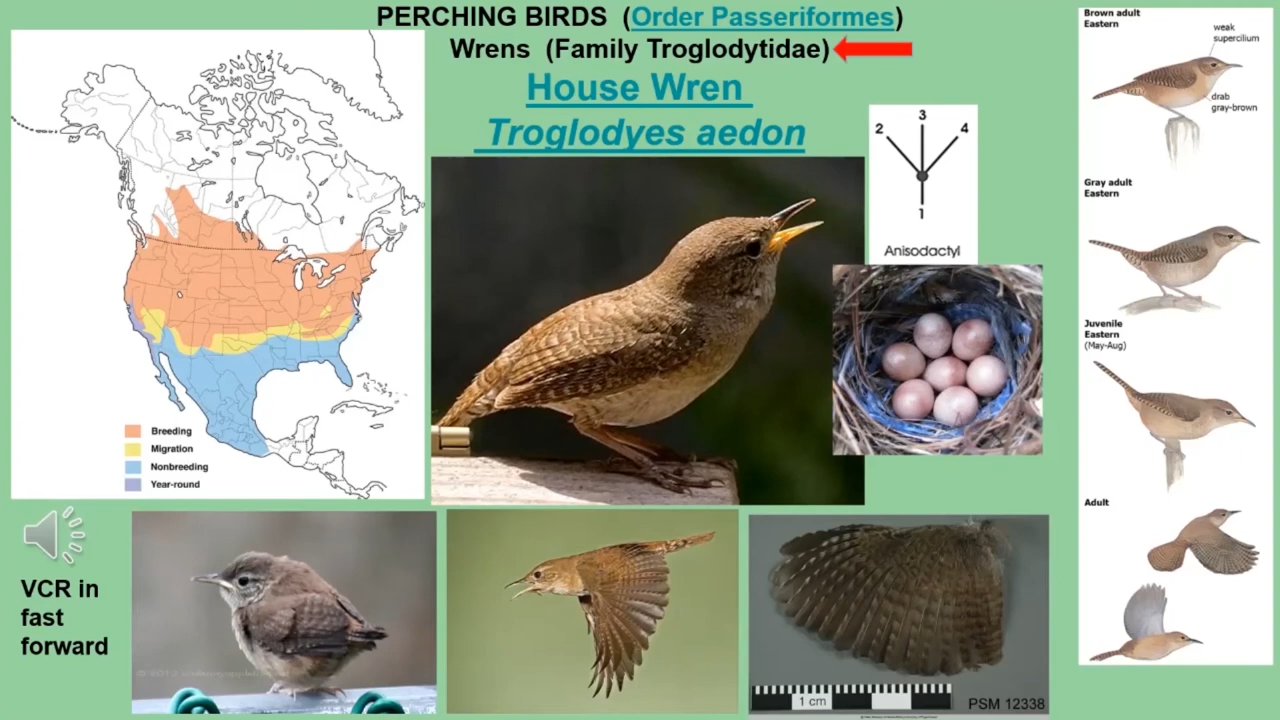 PERCHING BIRDS (Order Passeriformes)
Wrens (Family Troglodytidae)
House Wren
Troglodyes aedon
Breeding
Migration
Nonbreeding
Year-round
2
3
4
1
Anisodactyl
Brown adult
Eastern
weak
supercilium
drab
gray-brown
Gray adult
Eastern
Juvenile
Eastern
(May-Aug)
Adult
VCR in
fast
forward
1 cm
PSM 12338